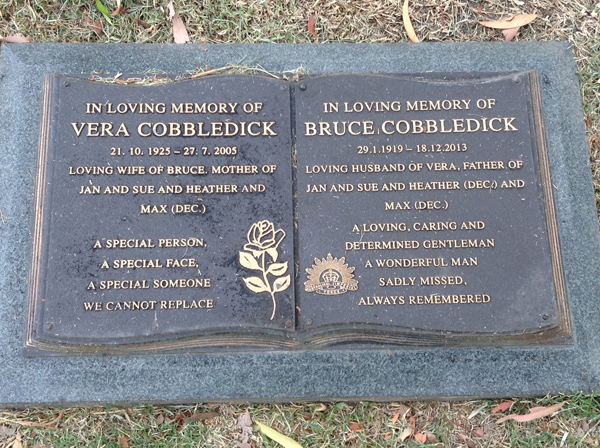 IN LOVING MEMORY OF
VERA COBBLEDICK
21. 10. 1925 – 27. 7. 2005
LOVING WIFE OF BRUCE, MOTHER OF
JAN AND SUE AND HEATHER AND
MAX (DEC.)
A SPECIAL PERSON,
A SPECIAL FACE,
A SPECIAL SOMEONE
WE CANNOT REPLACE
IN LOVING MEMORY OF
BRUCE COBBLEDICK
29.1.1919 – 18.12.2013
LOVING HUSBAND OF VERA, FATHER OF
JAN AND SUE AND HEATHER (DEC.) AND
MAX (DEC.)
A LOVING, CARING AND
DETERMINED GENTLEMAN
A WONDERFUL MAN
SADLY MISSED,
ALWAYS REMEMBERED